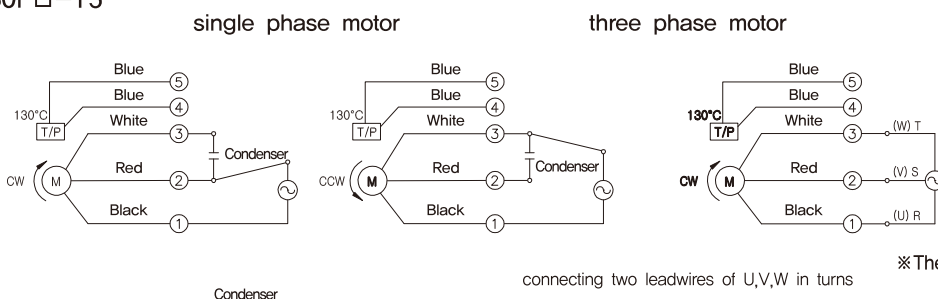 single phase motor
three phase motor
Blue ⑤
Blue ④
130°C T/P
White ③
Condenser
Red ②
CW M
Black ①
Blue ⑤
Blue ④
130°C T/P
White ③
Condenser
Red ②
CCW M
Black ①
Blue ⑤
Blue ④
130°C T/P
White ③ (W) T
Red ② (V) S
CW M
Black ① (U) R
※The
connecting two leadwires of U,V,W in turns
Condenser